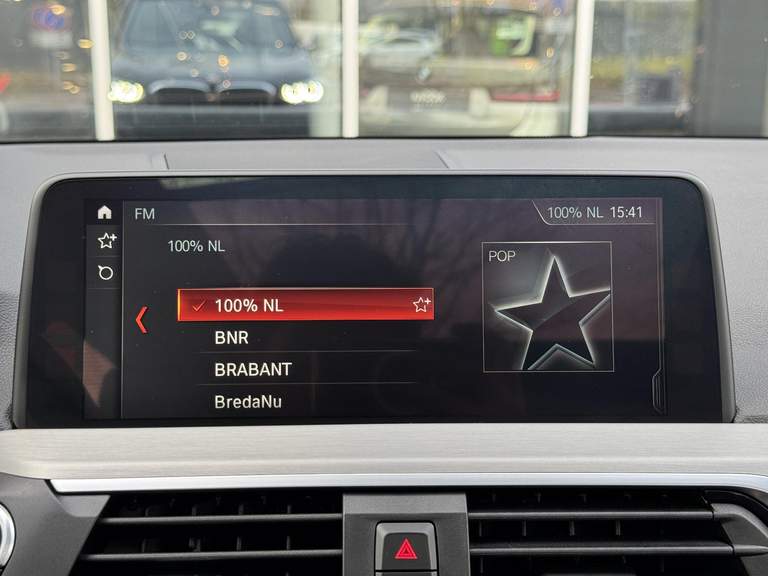 FM
100% NL 15:41
100% NL
POP
100% NL
BNR
BRABANT
BredaNu